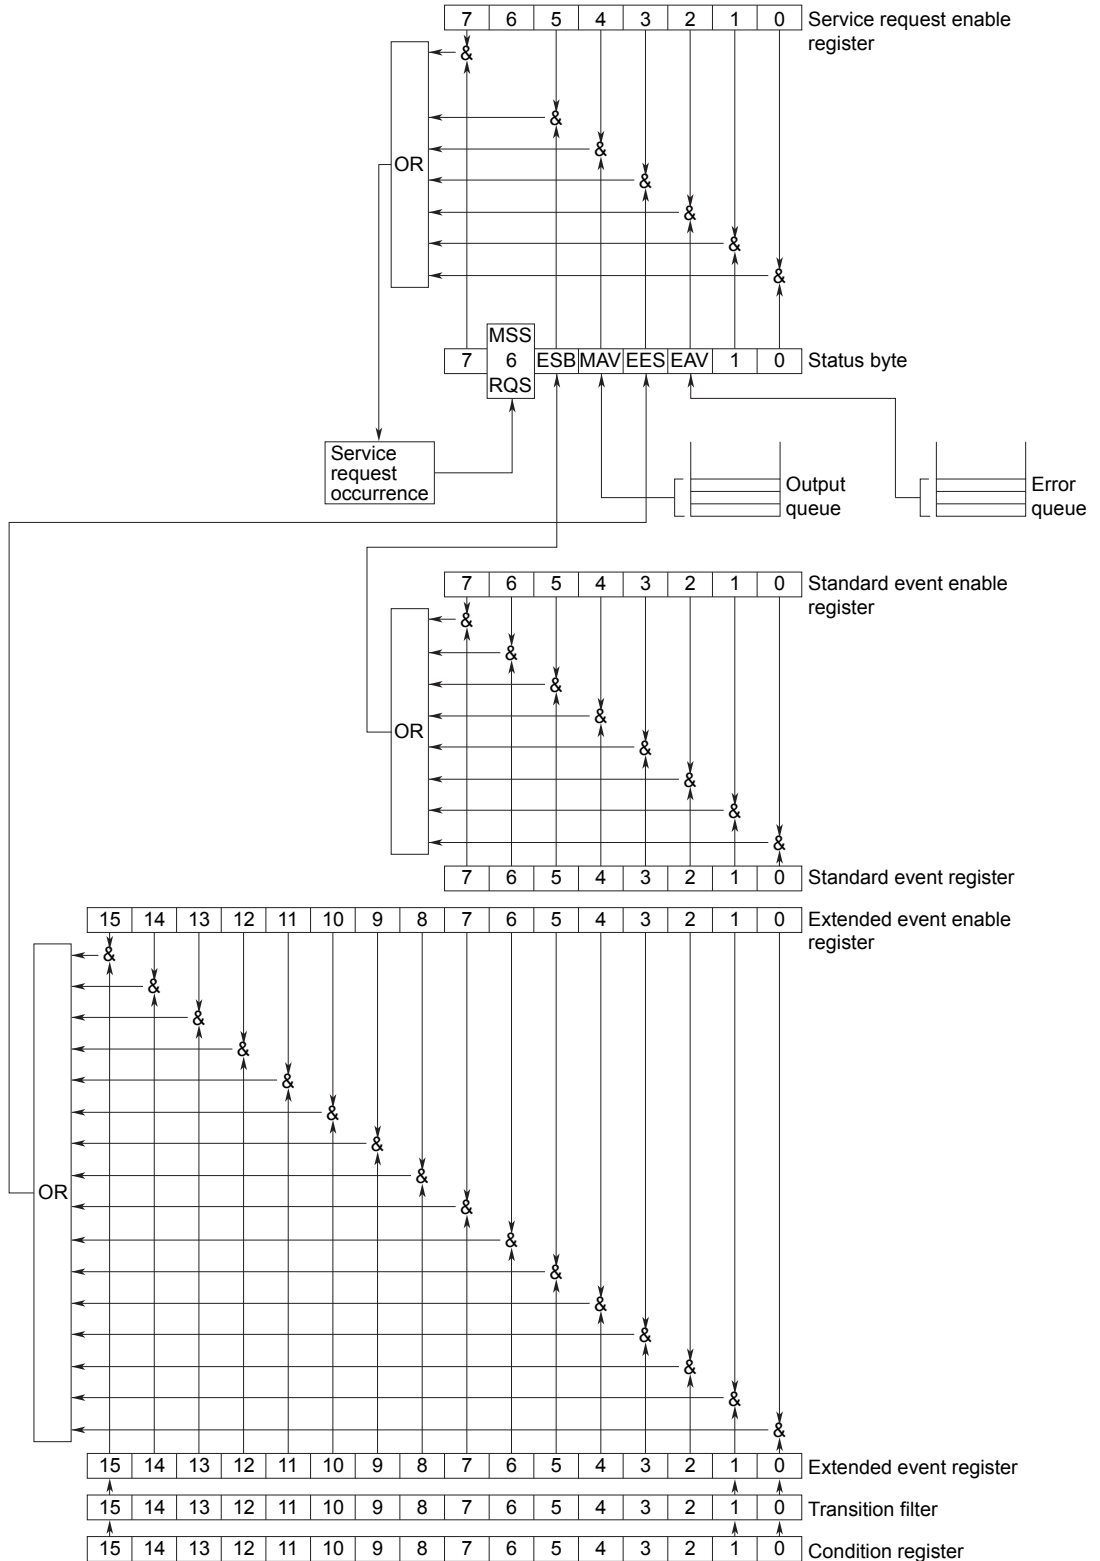 7 6 5 4 3 2 1 0 Service request enable
register
&
&
&
OR
&
&
&
&
MSS
7 6 ESB MAV EES EAV 1 0 Status byte
RQS
Service
request
occurrence
Output
queue
Error
queue
7 6 5 4 3 2 1 0 Standard event enable
register
&
&
&
&
OR
&
&
&
&
7 6 5 4 3 2 1 0 Standard event register
15 14 13 12 11 10 9 8 7 6 5 4 3 2 1 0 Extended event enable
register
&
&
&
&
&
&
&
&
OR
&
&
&
&
&
&
&
&
15 14 13 12 11 10 9 8 7 6 5 4 3 2 1 0 Extended event register
15 14 13 12 11 10 9 8 7 6 5 4 3 2 1 0 Transition filter
15 14 13 12 11 10 9 8 7 6 5 4 3 2 1 0 Condition register